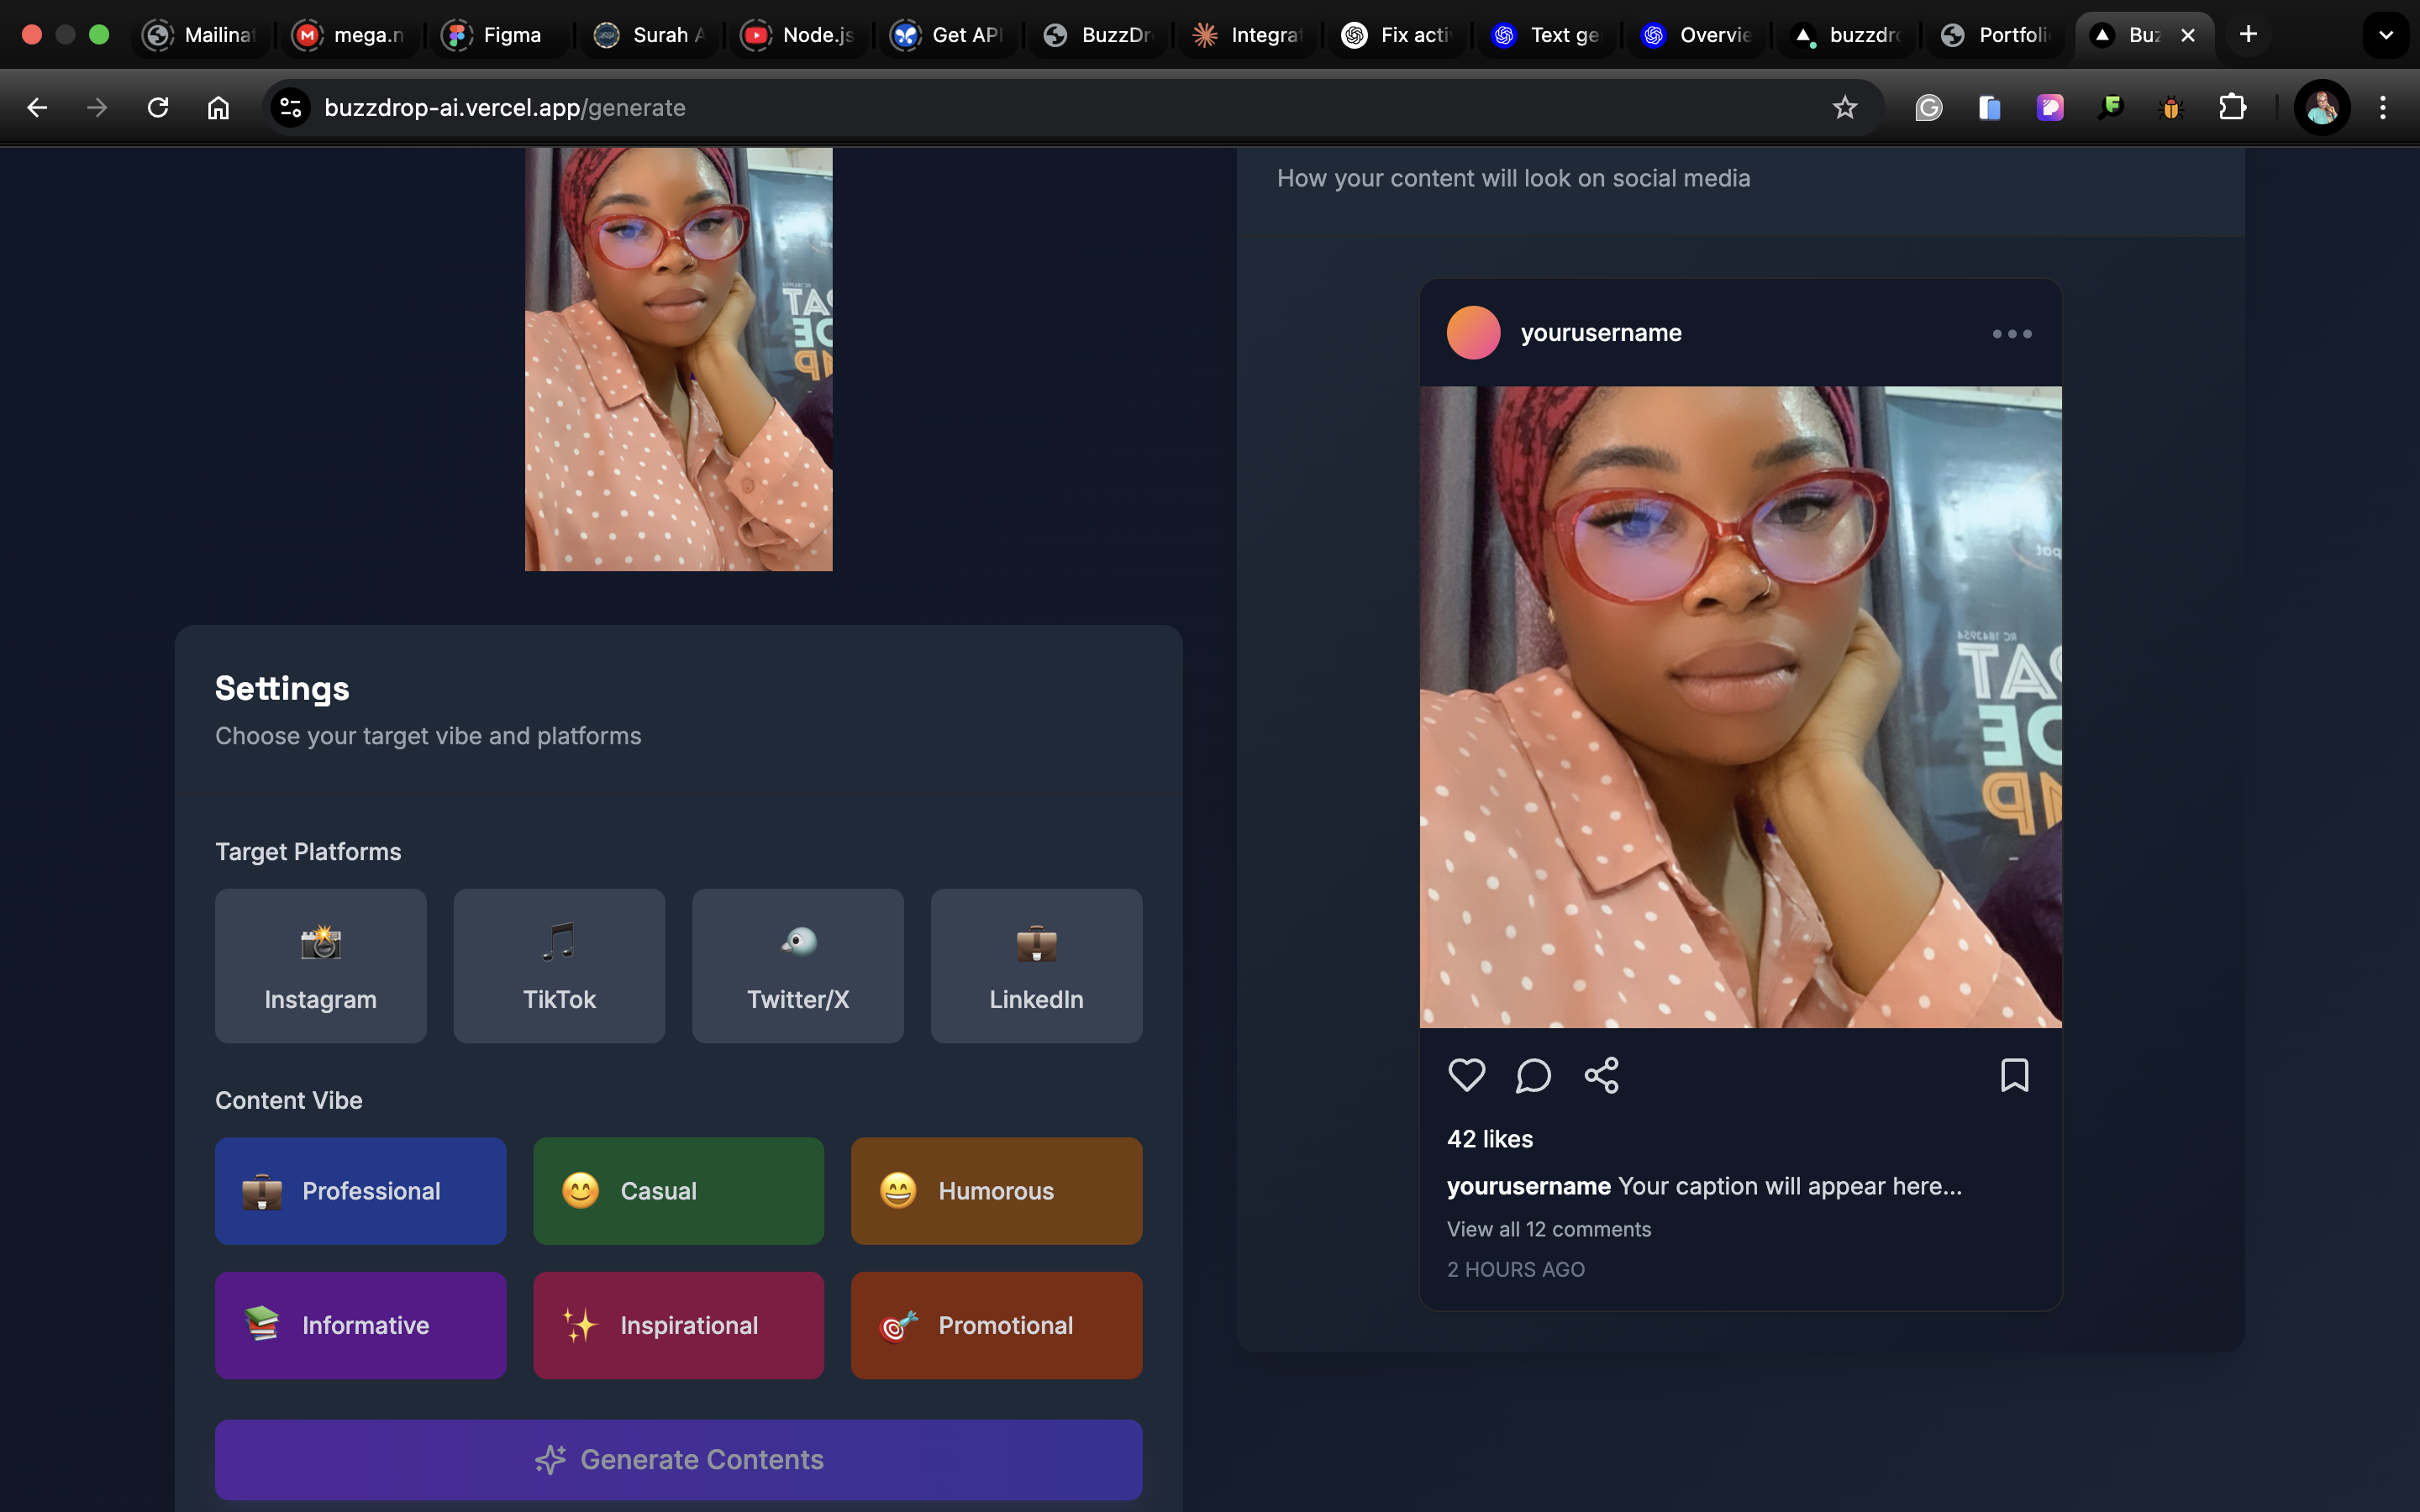 Mailina
mega.n
Figma
Surah A
Node.js
Get API
BuzzDr
Integra
Fix acti
Text ge
Overvie
buzzdr
Portfoli
Buz
buzzdrop-ai.vercel.app/generate
How your content will look on social media
yourusername
Settings
Choose your target vibe and platforms
Target Platforms
Instagram
TikTok
Twitter/X
LinkedIn
Content Vibe
Professional
Casual
Humorous
Informative
Inspirational
Promotional
Generate Contents
RC 1843954
42 likes
yourusername Your caption will appear here...
View all 12 comments
2 HOURS AGO